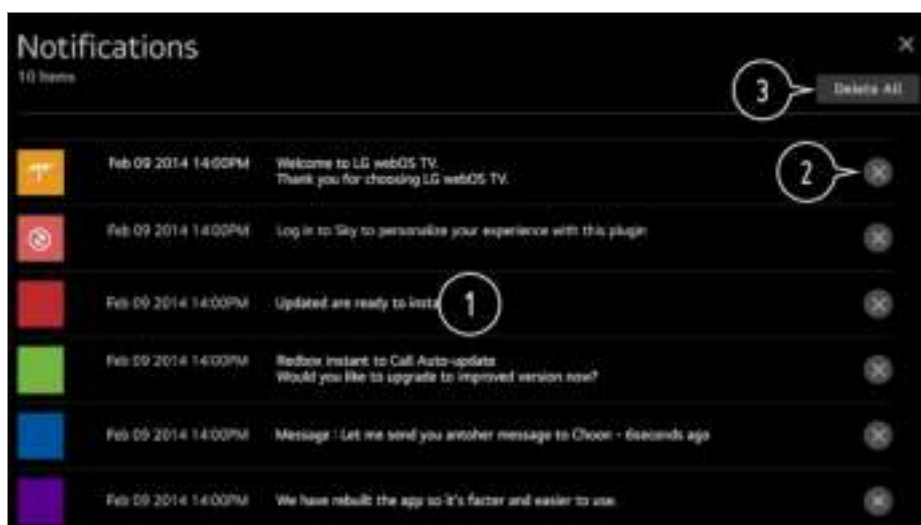 Notifications
10 Items
3
Delete All
Feb 09 2014 14:00PM
Welcome to LG webOS TV.
Thank you for choosing LG webOS TV.
2
Feb 09 2014 14:00PM
Log in to Sky to personalize your experience with this plugin
Feb 09 2014 14:00PM
Updated are ready to insta
1
Feb 09 2014 14:00PM
Redbox instant to Call Auto-update
Would you like to upgrade to improved version now?
Feb 09 2014 14:00PM
Message : Let me send you antoher message to Choon - 6seconds ago
Feb 09 2014 14:00PM
We have rebuilt the app so it's facter and easier to use.